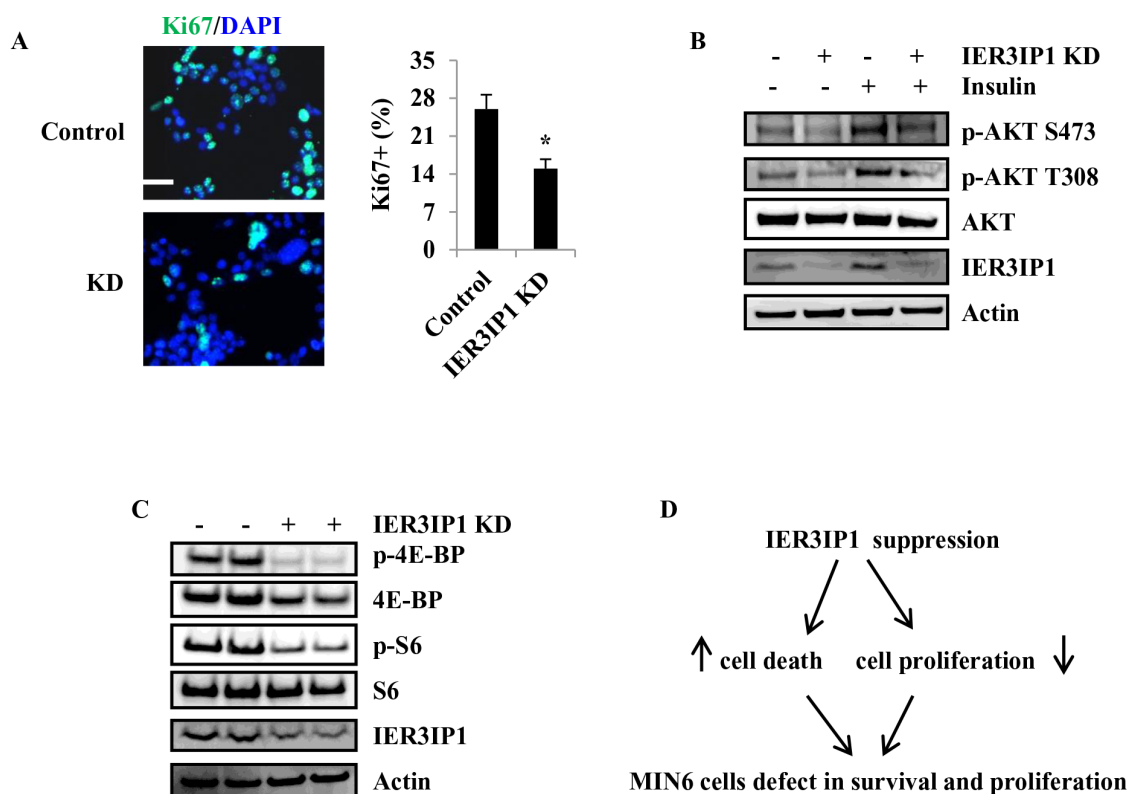 A
Ki67/DAPI
Control
KD
Ki67+ (%)
35
28
21
14
7
0
*
Control
IER3IP1 KD
B
- + - + IER3IP1 KD
- - + + Insulin
p-AKT S473
p-AKT T308
AKT
IER3IP1
Actin
C
- - + + IER3IP1 KD
p-4E-BP
4E-BP
p-S6
S6
IER3IP1
Actin
D
IER3IP1 suppression
↑ cell death cell proliferation ↓
MIN6 cells defect in survival and proliferation